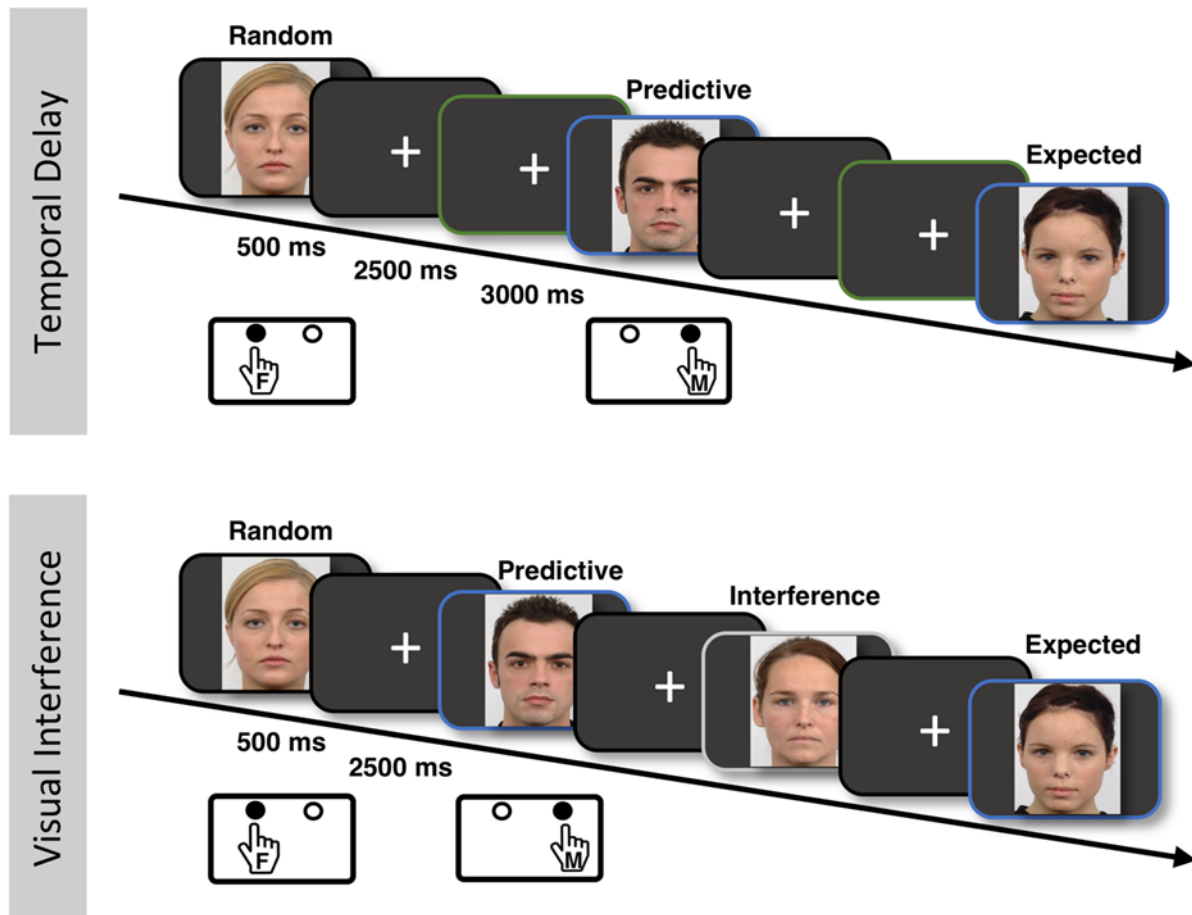 Temporal Delay
Random
Predictive
Expected
500 ms
2500 ms
3000 ms
F
M
Visual Interference
Random
Predictive
Interference
Expected
500 ms
2500 ms
F
M